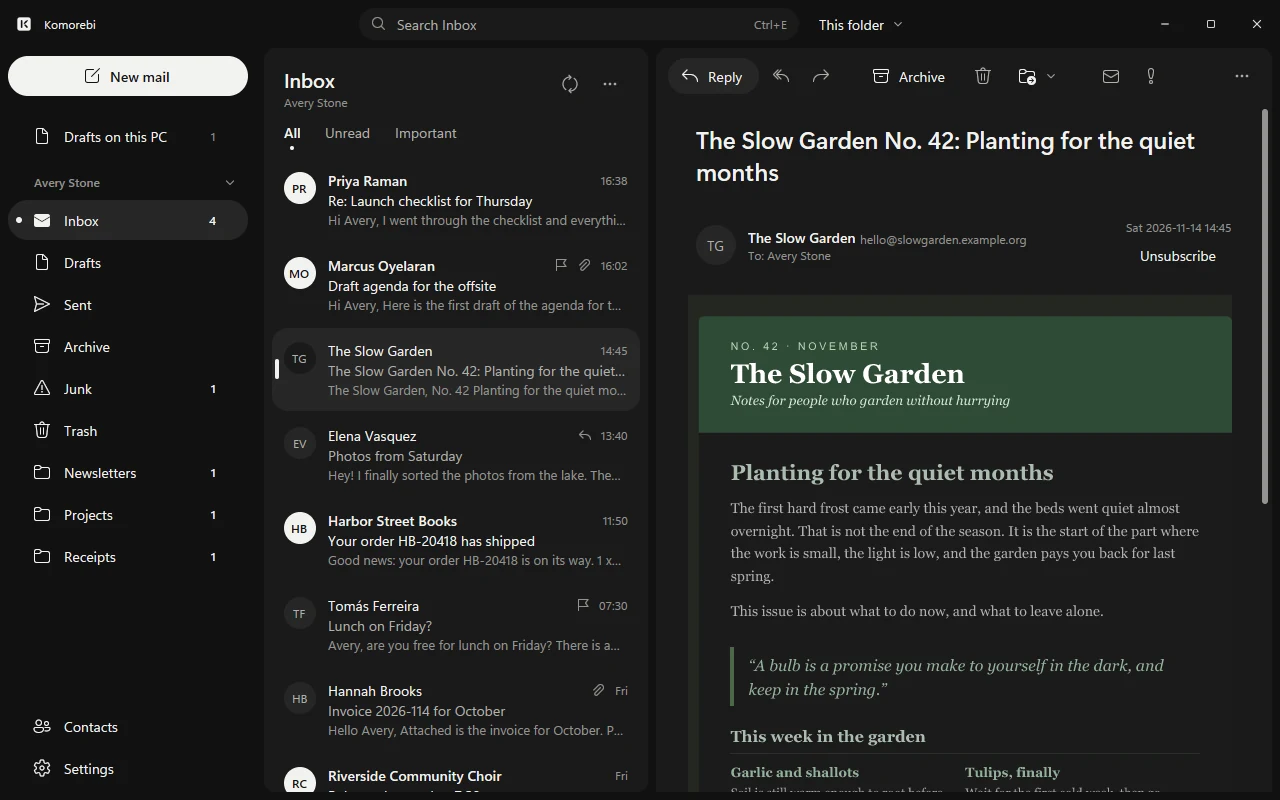 Komorebi
Search Inbox
Ctrl+E
This folder
New mail
Drafts on this PC 1
Avery Stone
Inbox 4
Drafts
Sent
Archive
Junk 1
Trash
Newsletters 1
Projects 1
Receipts 1
Contacts
Settings
Inbox
Avery Stone
All Unread Important
PR
Priya Raman 16:38
Re: Launch checklist for Thursday
Hi Avery, I went through the checklist and everythi...
MO
Marcus Oyelaran 16:02
Draft agenda for the offsite
Hi Avery, Here is the first draft of the agenda for t...
TG
The Slow Garden 14:45
The Slow Garden No. 42: Planting for the quiet...
The Slow Garden, No. 42 Planting for the quiet mo...
EV
Elena Vasquez 13:40
Photos from Saturday
Hey! I finally sorted the photos from the lake. The...
HB
Harbor Street Books 11:50
Your order HB-20418 has shipped
Good news: your order HB-20418 is on its way. 1 x...
TF
Tomás Ferreira 07:30
Lunch on Friday?
Avery, are you free for lunch on Friday? There is a...
HB
Hannah Brooks Fri
Invoice 2026-114 for October
Hello Avery, Attached is the invoice for October. P...
RC
Riverside Community Choir Fri
Reply
Archive
The Slow Garden No. 42: Planting for the quiet
months
TG
The Slow Garden hello@slowgarden.example.org
To: Avery Stone
Sat 2026-11-14 14:45
Unsubscribe
NO. 42 · NOVEMBER
The Slow Garden
Notes for people who garden without hurrying
Planting for the quiet months
The first hard frost came early this year, and the beds went quiet almost
overnight. That is not the end of the season. It is the start of the part where
the work is small, the light is low, and the garden pays you back for last
spring.
This issue is about what to do now, and what to leave alone.
“A bulb is a promise you make to yourself in the dark, and
keep in the spring.”
This week in the garden
Garlic and shallots
Tulips, finally